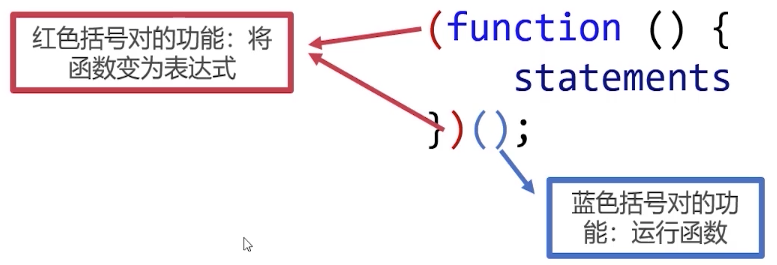 红色括号对的功能：将
函数变为表达式
(function () {
statements
})();
蓝色括号对的功
能：运行函数